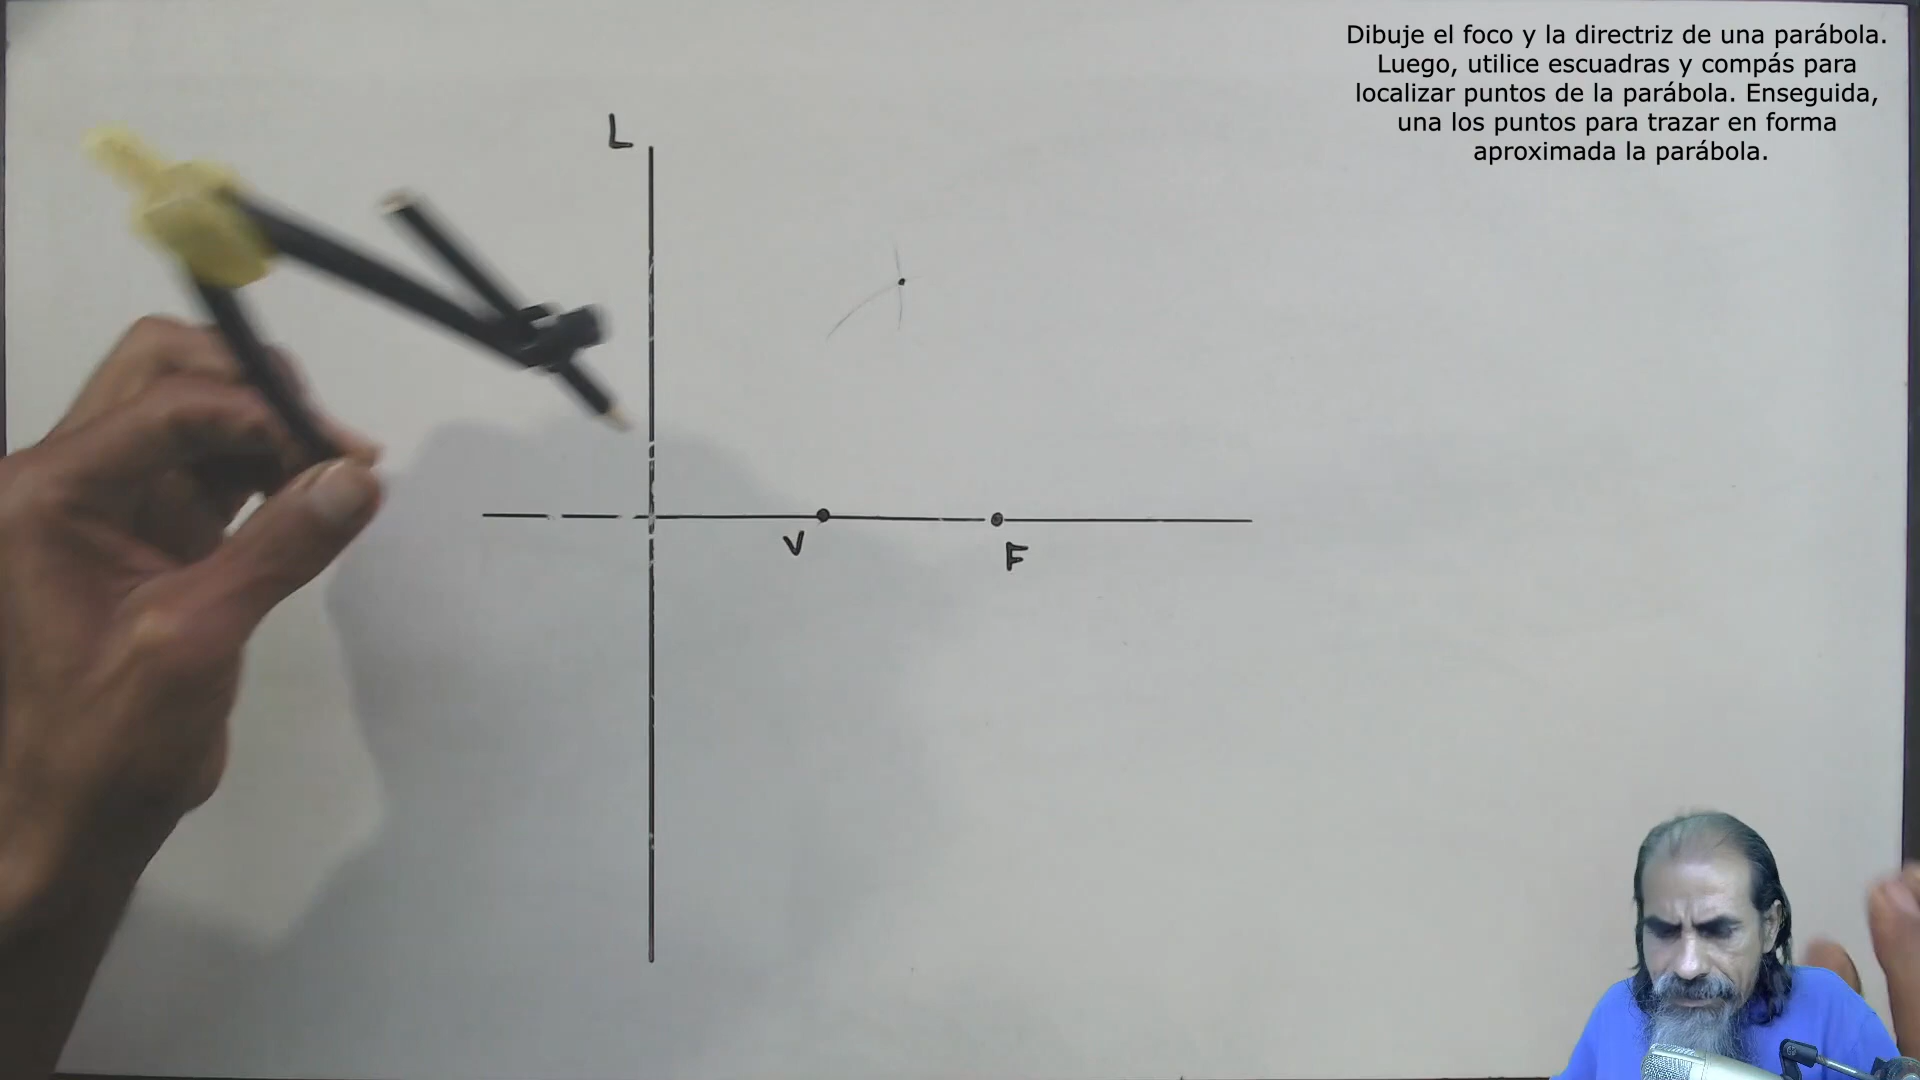 Dibuje el foco y la directriz de una parábola.
Luego, utilice escuadras y compás para
localizar puntos de la parábola. Enseguida,
una los puntos para trazar en forma
aproximada la parábola.
L
V
F